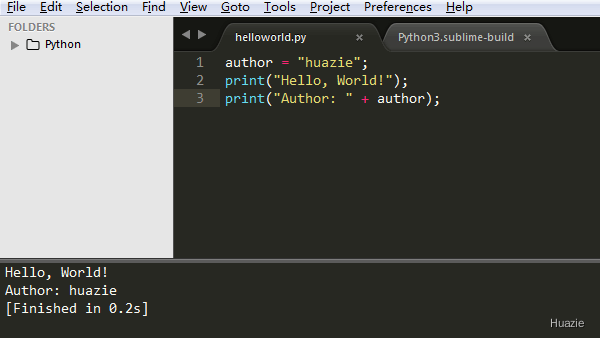 File Edit Selection Find View Goto Tools Project Preferences Help
FOLDERS
Python
helloworld.py × Python3.sublime-build ×
1 author = "huazie";
2 print("Hello, World!");
3 print("Author: " + author);
Hello, World!
Author: huazie
[Finished in 0.2s]
Huazie